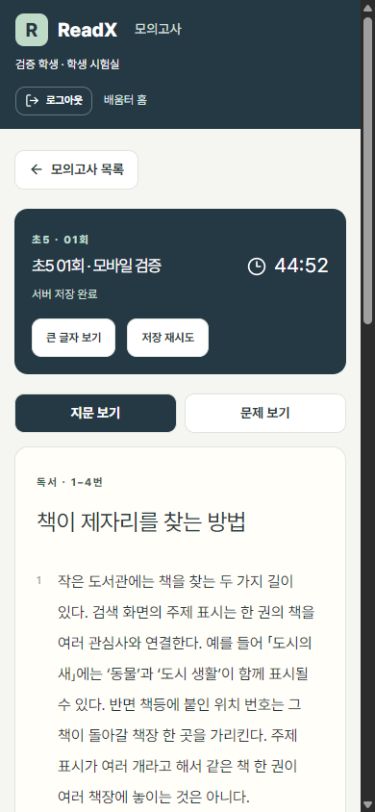 R ReadX 모의고사
검증 학생 · 학생 시험실
로그아웃 배움터 홈
← 모의고사 목록
초5 · 01회
초5 01회 · 모바일 검증 44:52
서버 저장 완료
큰 글자 보기 저장 재시도
지문 보기 문제 보기
독서 · 1–4번
책이 제자리를 찾는 방법
1 작은 도서관에는 책을 찾는 두 가지 길이
있다. 검색 화면의 주제 표시는 한 권의 책을
여러 관심사와 연결한다. 예를 들어 「도시의
새」에는 ‘동물’과 ‘도시 생활’이 함께 표시될
수 있다. 반면 책등에 붙인 위치 번호는 그
책이 돌아갈 책장 한 곳을 가리킨다. 주제
표시가 여러 개라고 해서 같은 책 한 권이
여러 책장에 놓이는 것은 아니다.